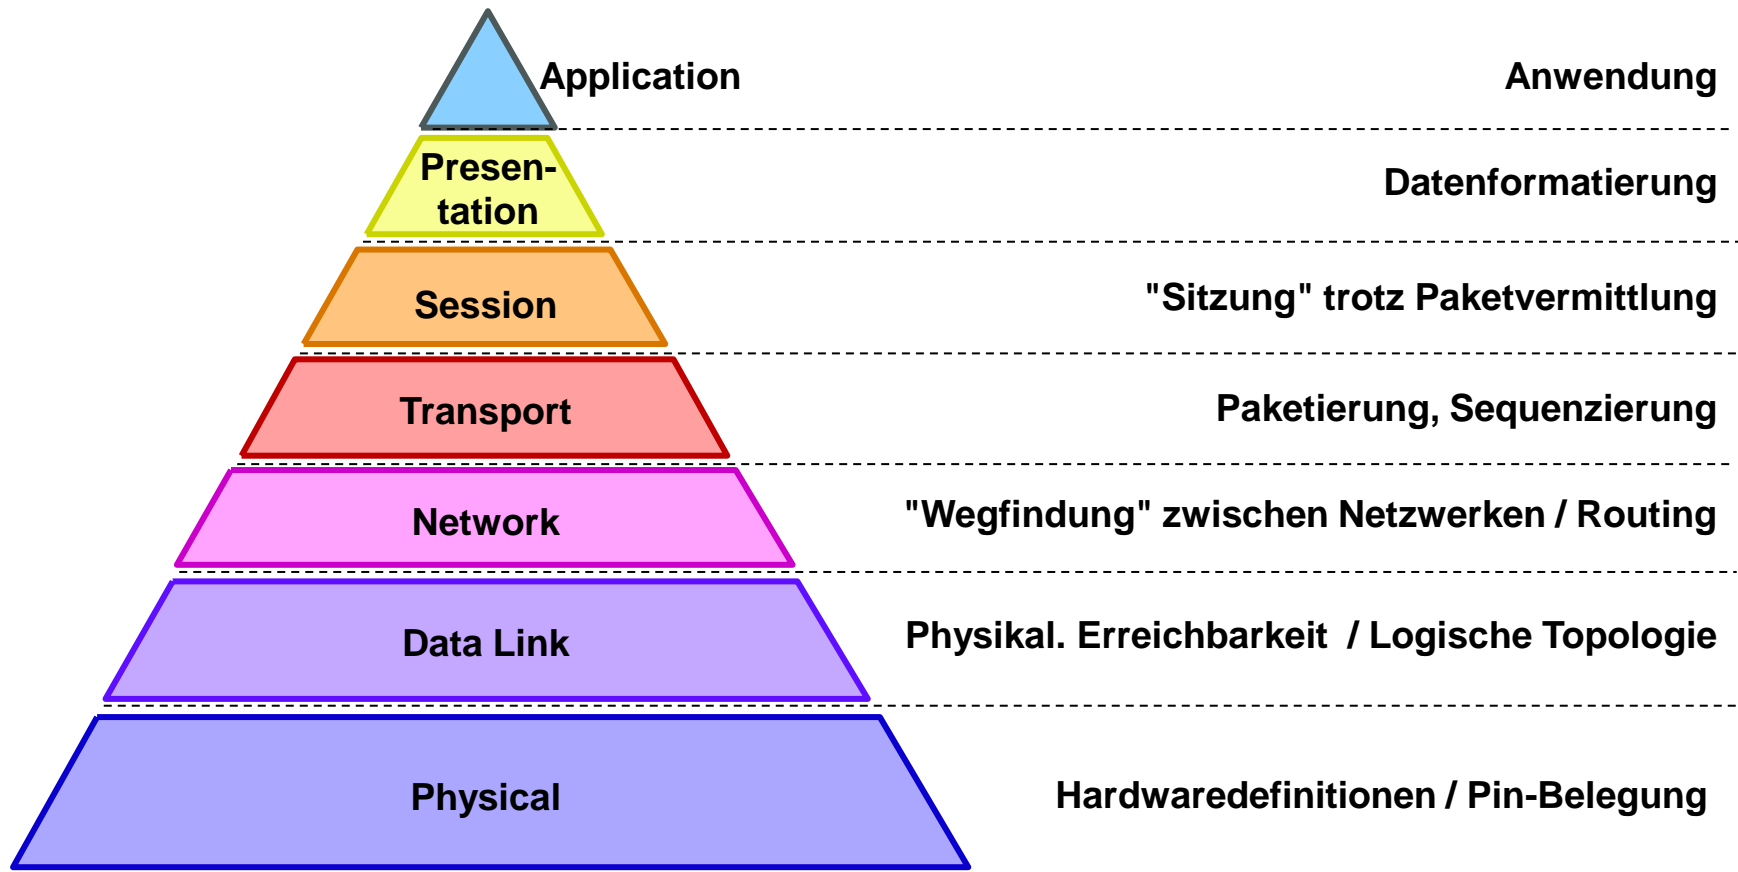 Application
Anwendung
Presen-
tation
Datenformatierung
Session
"Sitzung" trotz Paketvermittlung
Transport
Paketierung, Sequenzierung
Network
"Wegfindung" zwischen Netzwerken / Routing
Data Link
Physikal. Erreichbarkeit / Logische Topologie
Physical
Hardwaredefinitionen / Pin-Belegung